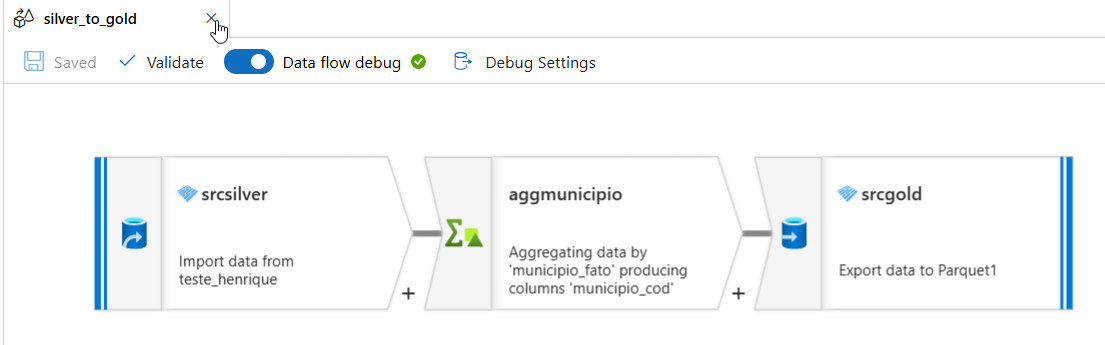 silver_to_gold
Saved
Validate
Data flow debug
Debug Settings
srcsilver
Import data from
teste_henrique
+
aggmunicipio
Aggregating data by
'municipio_fato' producing
columns 'municipio_cod'
+
srcgold
Export data to Parquet1